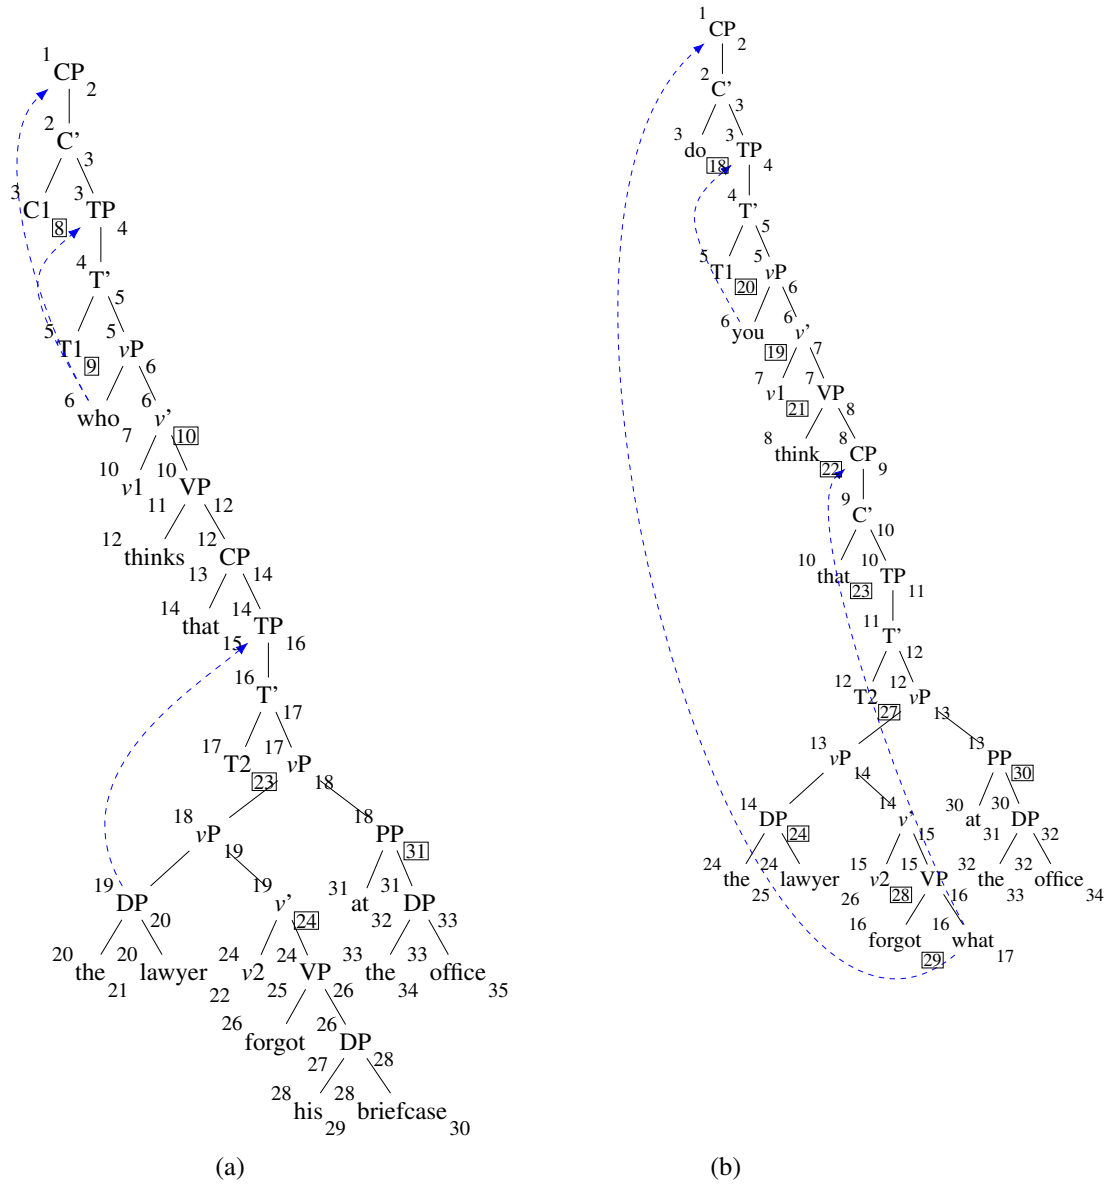 1 CP 2
2 C' 3
3 C1 8 3 TP 4
4 T' 5
5 T1 9 5 vP 6
6 who 7 6 v' 10
10 v1 11 10 VP 12
12 thinks 12 CP 14
13
14 that 15 14 TP 16
16 T' 17
17 T2 23 17 vP 18
18 vP 19 18 PP 31
19 DP 20 19 v' 24 31 at 32 31 DP 33
20 the 21 20 lawyer 22 24 v2 25 24 VP 26 33 the 34 33 office 35
26 forgot 27 26 DP 28
28 his 29 28 briefcase 30
(a)
1 CP 2
2 C' 3
3 do 18 3 TP 4
4 T' 5
5 T1 20 5 vP 6
6 you 19 6 v' 7
7 v1 21 7 VP 8
8 think 22 8 CP 9
9 C' 10
10 that 23 10 TP 11
11 T' 12
12 T2 27 12 vP 13
13 vP 14 13 PP 30
14 DP 24 14 v' 15 30 at 31 30 DP 32
24 the 25 24 lawyer 26 15 v2 28 15 VP 16 32 the 33 32 office 34
16 forgot 29 16 what 17
(b)